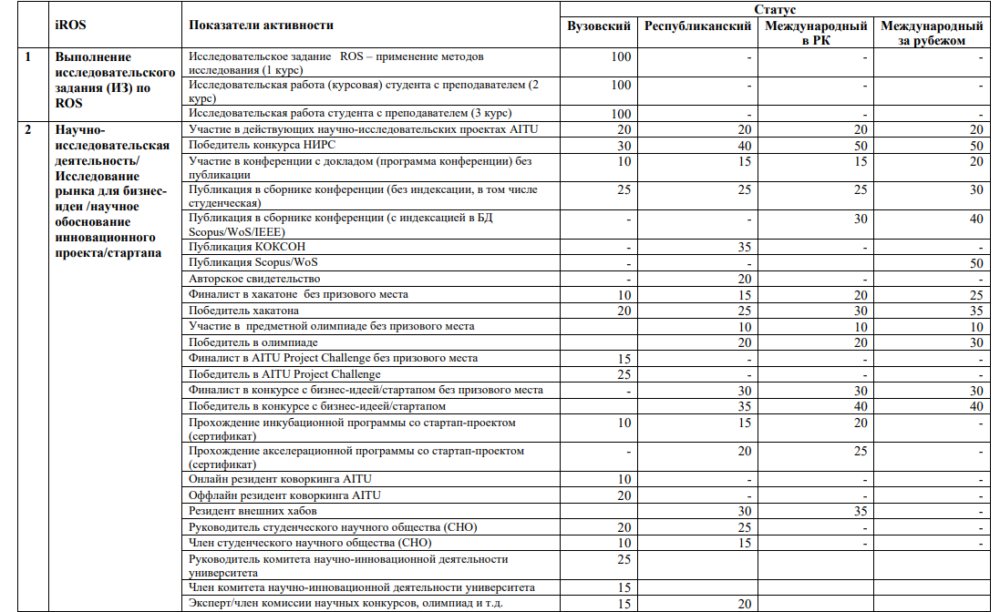 Статус
iROS Показатели активности Вузовский Республиканский Международный Международный
в РК за рубежом
1 Выполнение исследовательского задания (ИЗ) по ROS
Исследовательское задание ROS – применение методов 100 - - -
исследования (1 курс)
Исследовательская работа (курсовая) студента с преподавателем (2 100 - - -
курс)
Исследовательская работа студента с преподавателем (3 курс) 100 - - -
2 Научно-
исследовательская
деятельность/
Исследование
рынка для бизнес-
идеи /научное
обоснование
инновационного
проекта/стартапа
Участие в действующих научно-исследовательских проектах AITU 20 20 20 20
Победитель конкурса НИРС 30 40 50 50
Участие в конференции с докладом (программа конференции) без 10 15 15 20
публикации
Публикация в сборнике конференции (без индексации, в том числе 25 25 25 30
студенческая)
Публикация в сборнике конференции (с индексацией в БД - - 30 40
Scopus/WoS/IEEE)
Публикация КОКСОН - 35 - -
Публикация Scopus/WoS - - 50
Авторское свидетельство - 20 - -
Финалист в хакатоне без призового места 10 15 20 25
Победитель хакатона 20 25 30 35
Участие в предметной олимпиаде без призового места 10 10 10
Победитель в олимпиаде 20 20 30
Финалист в AITU Project Challenge без призового места 15 - - -
Победитель в AITU Project Challenge 25 - - -
Финалист в конкурсе с бизнес-идеей/стартапом без призового места - 30 30 30
Победитель в конкурсе с бизнес-идеей/стартапом 35 40 40
Прохождение инкубационной программы со стартап-проектом 10 15 20 -
(сертификат)
Прохождение акселерационной программы со стартап-проектом - 20 25 -
(сертификат)
Онлайн резидент коворкинга AITU 10 - - -
Оффлайн резидент коворкинга AITU 20 - - -
Резидент внешних хабов 30 35 -
Руководитель студенческого научного общества (СНО) 20 25 - -
Член студенческого научного общества (СНО) 10 15 - -
Руководитель комитета научно-инновационной деятельности 25
университета
Член комитета научно-инновационной деятельности университета 15
Эксперт/член комиссии научных конкурсов, олимпиад и т.д. 15 20